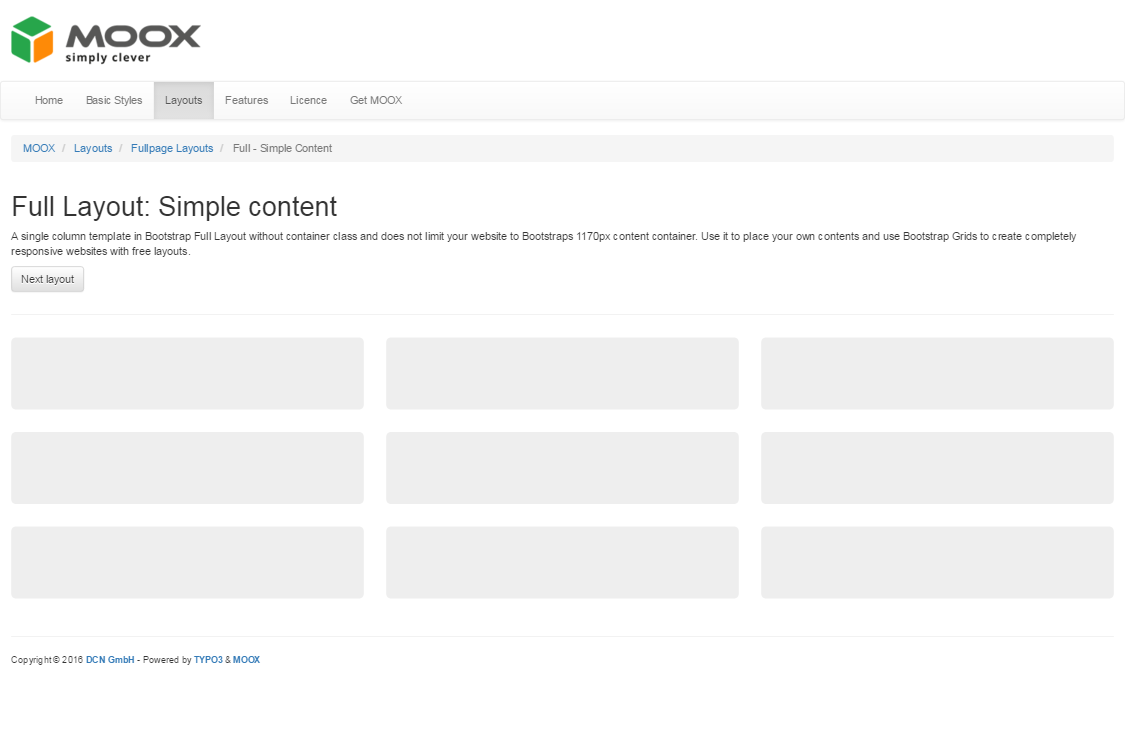 MOOX
simply clever
Home Basic Styles Layouts Features Licence Get MOOX
MOOX / Layouts / Fullpage Layouts / Full - Simple Content
Full Layout: Simple content
A single column template in Bootstrap Full Layout without container class and does not limit your website to Bootstraps 1170px content container. Use it to place your own contents and use Bootstrap Grids to create completely
responsive websites with free layouts.
Next layout
Copyright © 2016 DCN GmbH - Powered by TYPO3 & MOOX